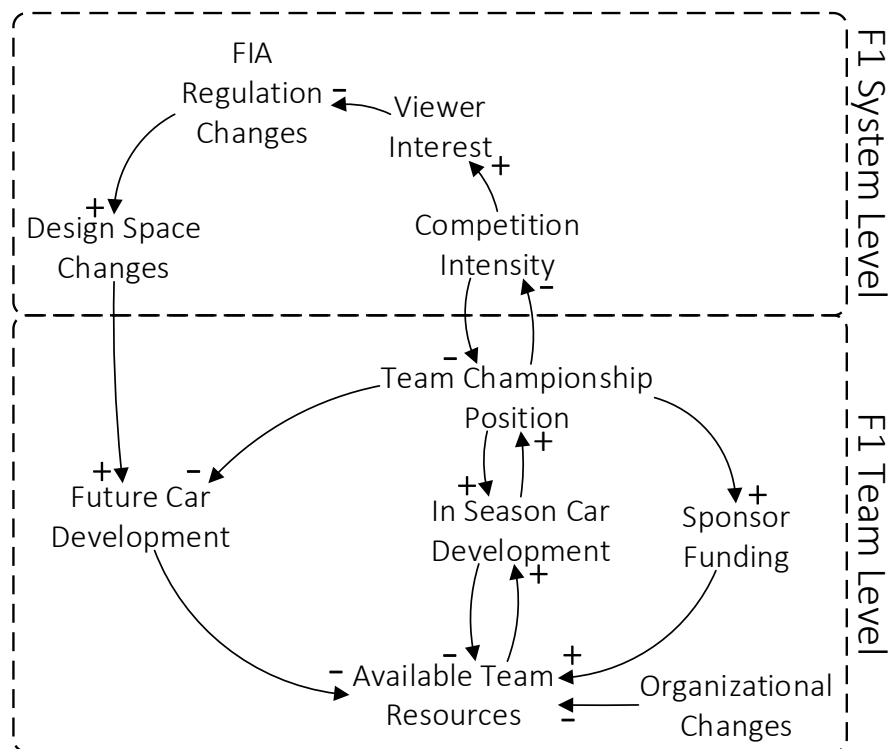 FIA
Regulation
Changes
-
Viewer
Interest
+
+
Design Space
Changes
Competition
Intensity
-
F1 System Level
-
Team Championship
Position
+
+
-
Future Car
Development
+
+
In Season Car
Development
+
+
Sponsor
Funding
-
-
Available Team
Resources
+
-
Organizational
Changes
F1 Team Level